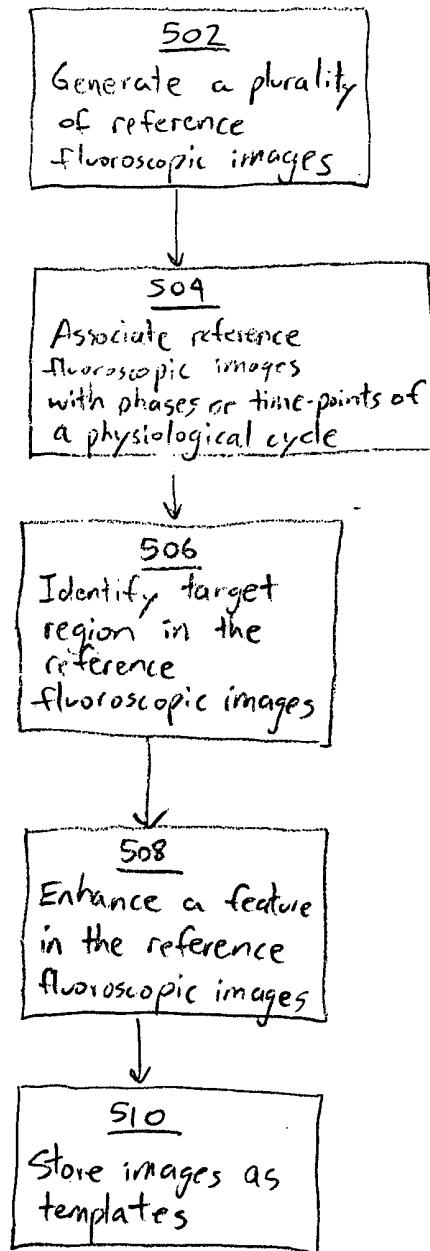 502
Generate a plurality
of reference
fluoroscopic images
504
Associate reference
fluoroscopic images
with phases or time-points of
a physiological cycle
506
Identify target
region in the
reference
fluoroscopic images
508
Enhance a feature
in the reference
fluoroscopic images
510
Store images as
templates